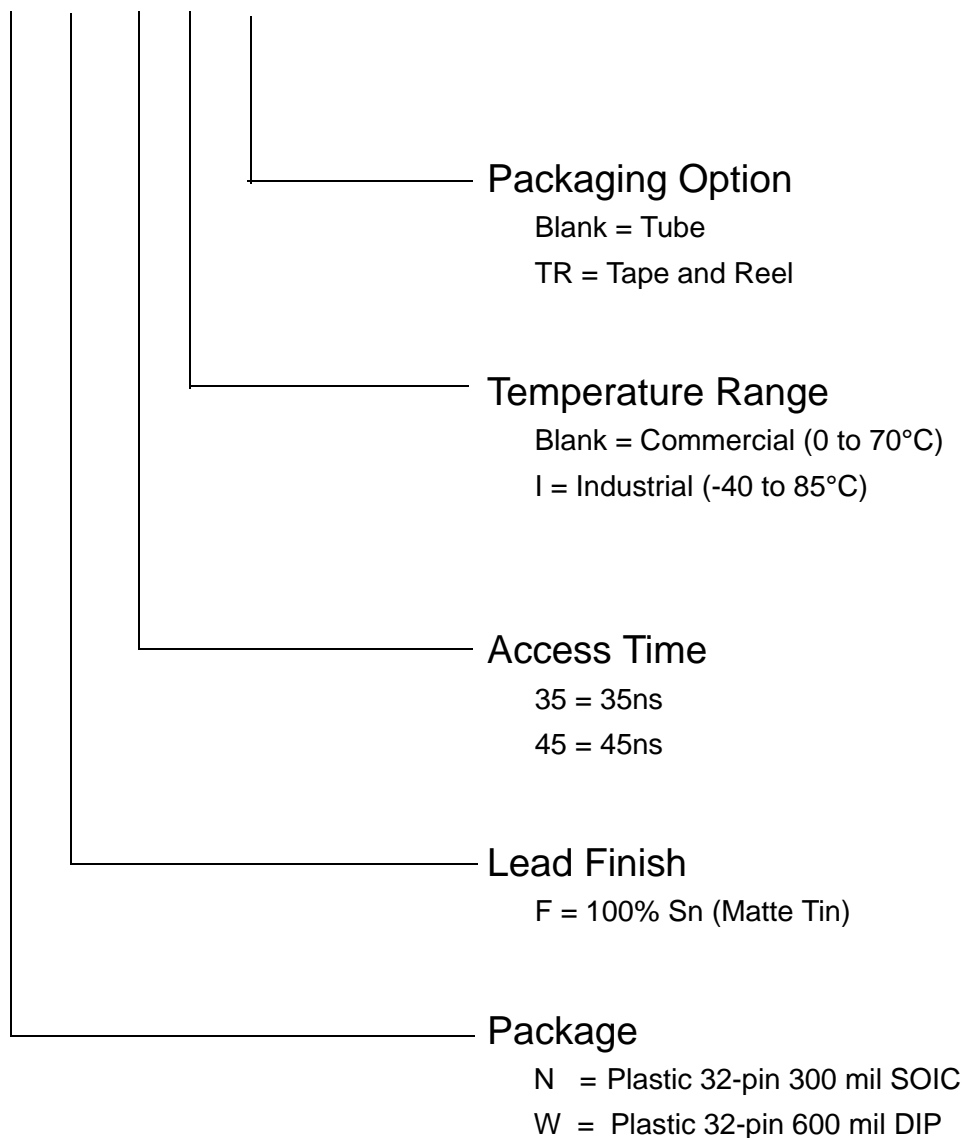 Packaging Option
Blank = Tube
TR = Tape and Reel
Temperature Range
Blank = Commercial (0 to 70°C)
I = Industrial (-40 to 85°C)
Access Time
35 = 35ns
45 = 45ns
Lead Finish
F = 100% Sn (Matte Tin)
Package
N = Plastic 32-pin 300 mil SOIC
W = Plastic 32-pin 600 mil DIP